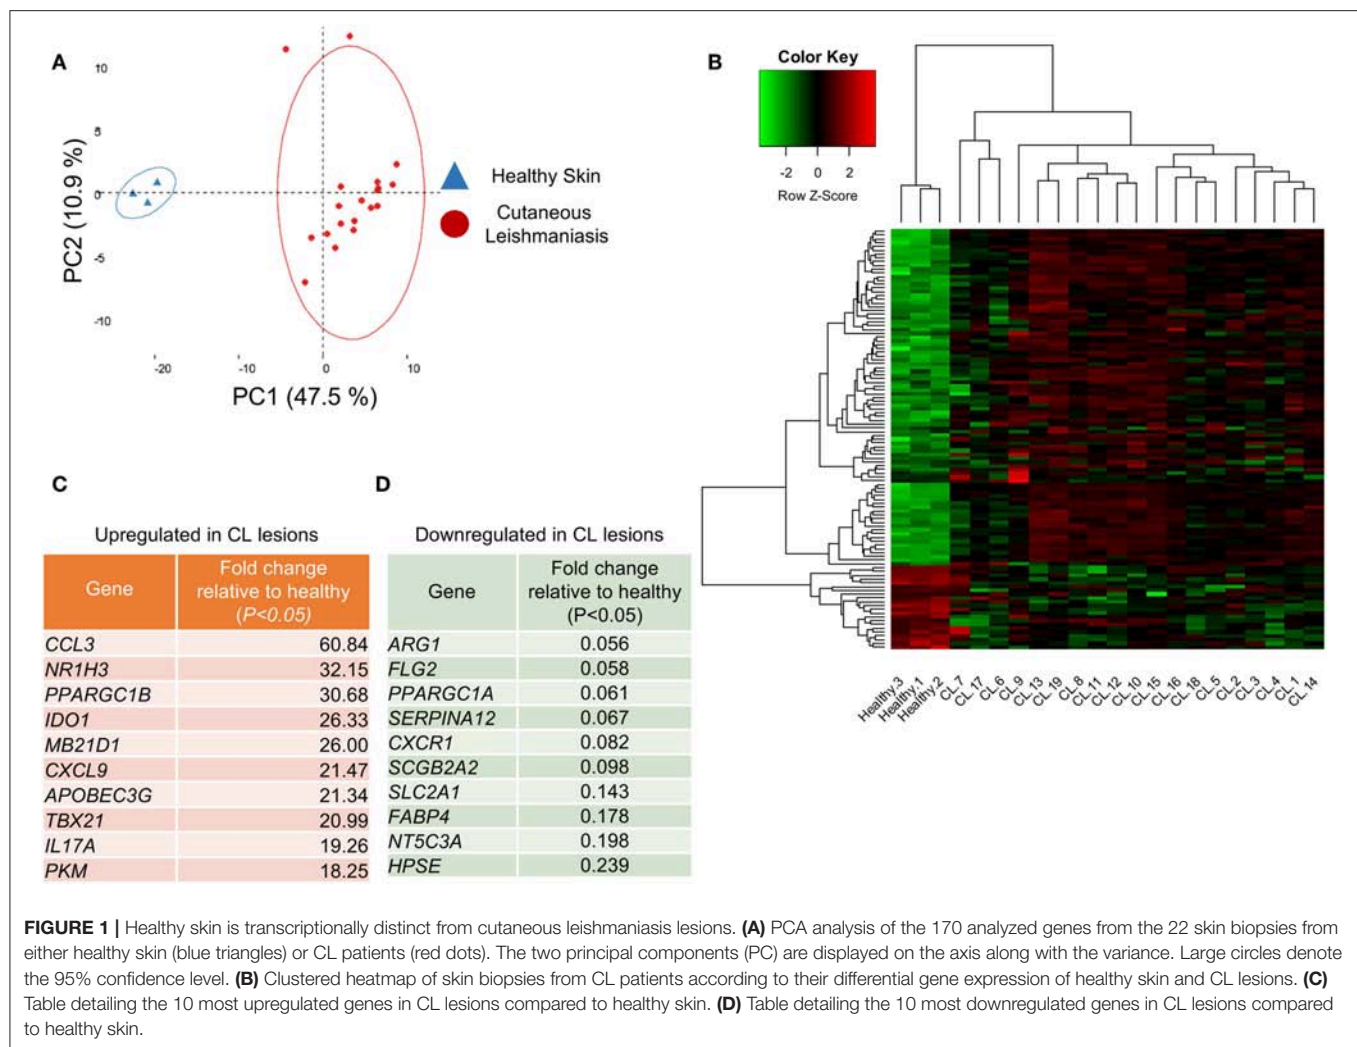 A
10
5
0
-5
-10
PC2 (10.9 %)
-20
-10
0
10
PC1 (47.5 %)
Healthy Skin
Cutaneous
Leishmaniasis
B
Color Key
-2
0
2
Row Z-Score
Healthy.3
Healthy.1
Healthy.2
CL.7
CL.17
CL.6
CL.9
CL.13
CL.19
CL.8
CL.11
CL.12
CL.10
CL.15
CL.16
CL.18
CL.5
CL.2
CL.3
CL.4
CL.1
CL.14
C
Upregulated in CL lesions
Gene
Fold change
relative to healthy
(P<0.05)
CCL3 60.84
NR1H3 32.15
PPARGC1B 30.68
IDO1 26.33
MB21D1 26.00
CXCL9 21.47
APOBEC3G 21.34
TBX21 20.99
IL17A 19.26
PKM 18.25
D
Downregulated in CL lesions
Gene
Fold change
relative to healthy
(P<0.05)
ARG1 0.056
FLG2 0.058
PPARGC1A 0.061
SERPINA12 0.067
CXCR1 0.082
SCGB2A2 0.098
SLC2A1 0.143
FABP4 0.178
NT5C3A 0.198
HPSE 0.239
FIGURE 1 | Healthy skin is transcriptionally distinct from cutaneous leishmaniasis lesions. (A) PCA analysis of the 170 analyzed genes from the 22 skin biopsies from
either healthy skin (blue triangles) or CL patients (red dots). The two principal components (PC) are displayed on the axis along with the variance. Large circles denote
the 95% confidence level. (B) Clustered heatmap of skin biopsies from CL patients according to their differential gene expression of healthy skin and CL lesions. (C)
Table detailing the 10 most upregulated genes in CL lesions compared to healthy skin. (D) Table detailing the 10 most downregulated genes in CL lesions compared
to healthy skin.